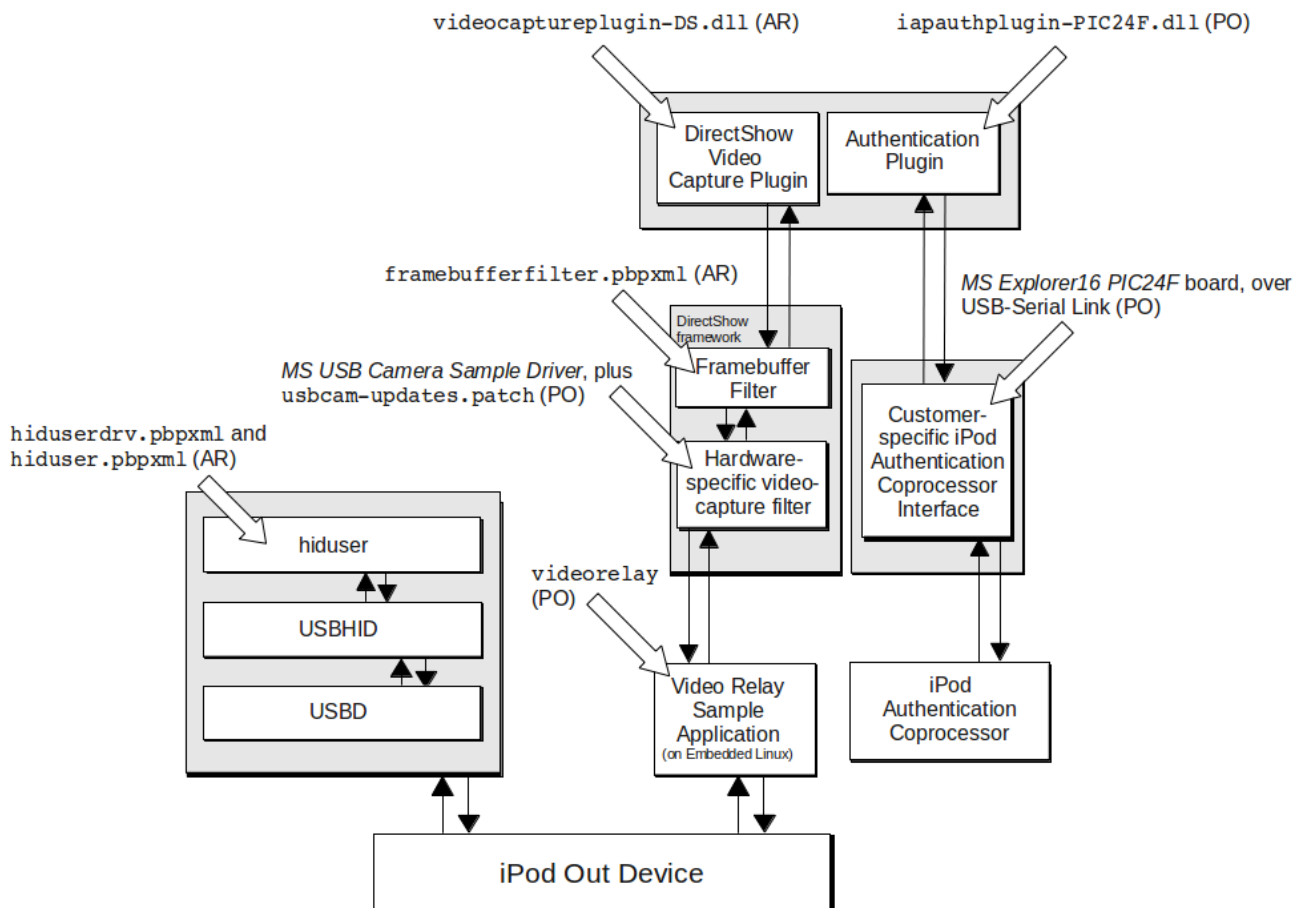 videocaptureplugin-DS.dll (AR)
iapauthplugin-PIC24F.dll (PO)
DirectShow
Video
Capture Plugin
Authentication
Plugin
framebufferfilter.pbpxml (AR)
MS Explorer16 PIC24F board, over
USB-Serial Link (PO)
DirectShow
framework
Framebuffer
Filter
MS USB Camera Sample Driver, plus
usbcam-updates.patch (PO)
Customer-
specific iPod
Authentication
Coprocessor
Interface
hiduserdrv.pbpxml and
hiduser.pbpxml (AR)
Hardware-
specific video-
capture filter
hiduser
videorelay
(PO)
USBHID
USBD
Video Relay
Sample
Application
(on Embedded Linux)
iPod
Authentication
Coprocessor
iPod Out Device